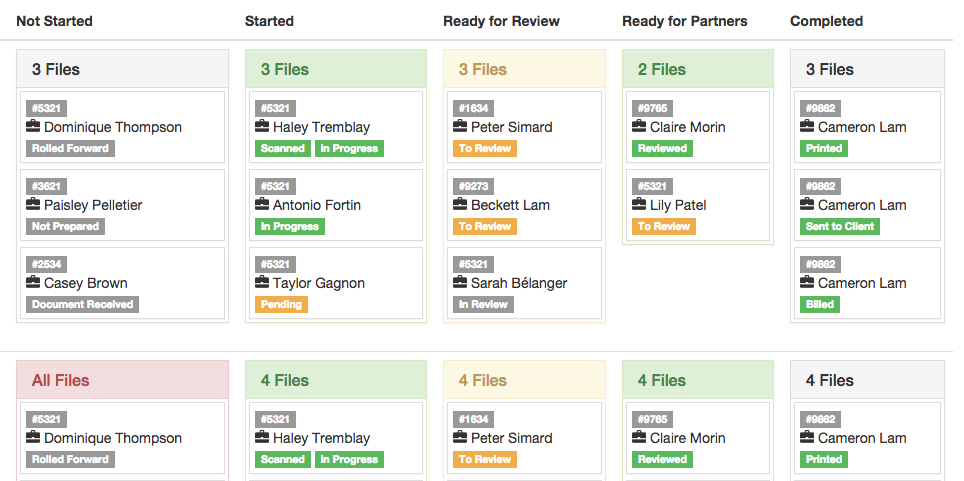 Not Started
Started
Ready for Review
Ready for Partners
Completed
3 Files
#5321
Dominique Thompson
Rolled Forward
#3621
Paisley Pelletier
Not Prepared
#2534
Casey Brown
Document Received
3 Files
#5321
Haley Tremblay
Scanned In Progress
#5321
Antonio Fortin
In Progress
#5321
Taylor Gagnon
Pending
3 Files
#1634
Peter Simard
To Review
#9273
Beckett Lam
To Review
#5321
Sarah Bélanger
In Review
2 Files
#9765
Claire Morin
Reviewed
#5321
Lily Patel
To Review
3 Files
#9862
Cameron Lam
Printed
#9862
Cameron Lam
Sent to Client
#9862
Cameron Lam
Billed
All Files
#5321
Dominique Thompson
Rolled Forward
4 Files
#5321
Haley Tremblay
Scanned In Progress
4 Files
#1634
Peter Simard
To Review
4 Files
#9765
Claire Morin
Reviewed
4 Files
#9862
Cameron Lam
Printed